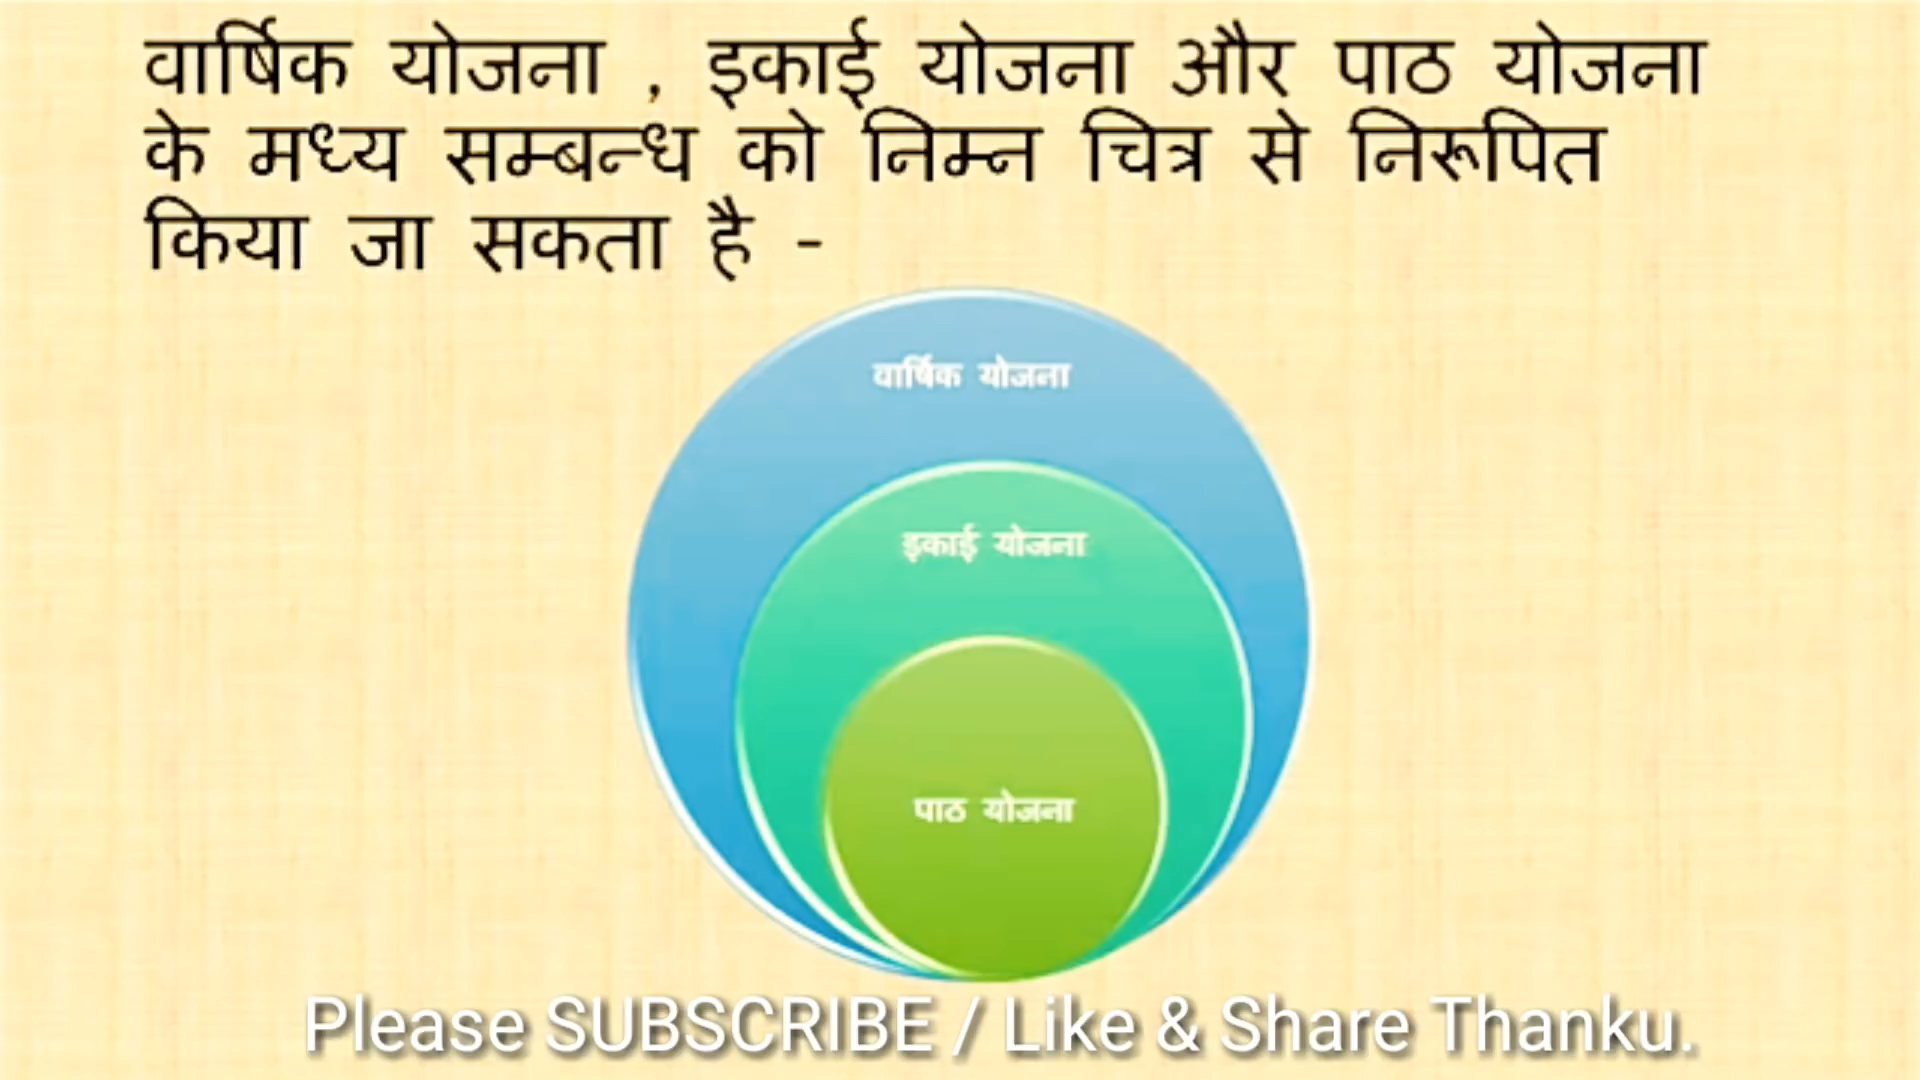 वार्षिक योजना , इकाई योजना और पाठ योजना
के मध्य सम्बन्ध को निम्न चित्र से निरूपित
किया जा सकता है -
वार्षिक योजना
इकाई योजना
पाठ योजना
Please SUBSCRIBE / Like & Share Thanku.